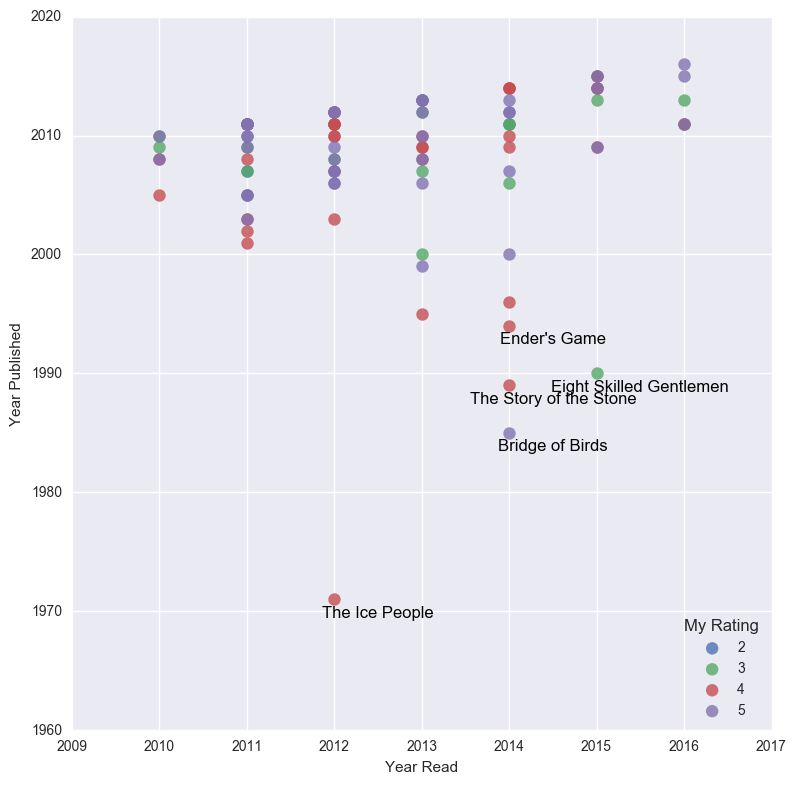 2020
2010
2000
1990
1980
1970
1960
Year Published
Ender's Game
Eight Skilled Gentlemen
The Story of the Stone
Bridge of Birds
The Ice People
My Rating
2
3
4
5
2009 2010 2011 2012 2013 2014 2015 2016 2017
Year Read